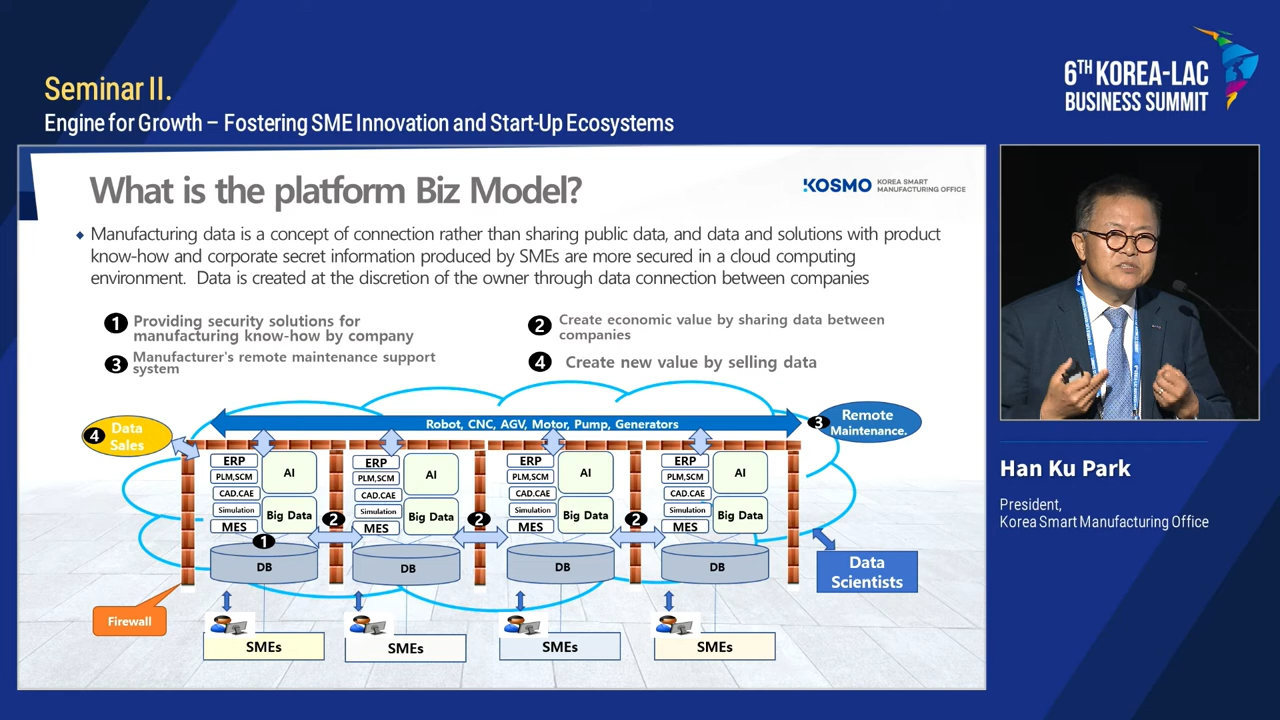 Seminar II.
Engine for Growth – Fostering SME Innovation and Start-Up Ecosystems
6TH KOREA-LAC
BUSINESS SUMMIT
What is the platform Biz Model?
KOSMO KOREA SMART
MANUFACTURING OFFICE
Manufacturing data is a concept of connection rather than sharing public data, and data and solutions with product
know-how and corporate secret information produced by SMEs are more secured in a cloud computing
environment. Data is created at the discretion of the owner through data connection between companies
1 Providing security solutions for
manufacturing know-how by company
2 Create economic value by sharing data between
companies
3 Manufacturer's remote maintenance support
system
4 Create new value by selling data
4 Data
Sales
Robot, CNC, AGV, Motor, Pump, Generators
3 Remote
Maintenance.
ERP
PLM,SCM
CAD.CAE
Simulation
MES
AI
Big Data
1
DB
2
ERP
PLM,SCM
CAD.CAE
Simulation
MES
AI
Big Data
DB
2
ERP
PLM,SCM
CAD.CAE
Simulation
MES
AI
Big Data
DB
2
ERP
PLM,SCM
CAD.CAE
Simulation
MES
AI
Big Data
DB
Data
Scientists
Firewall
SMEs
SMEs
SMEs
SMEs
Han Ku Park
President,
Korea Smart Manufacturing Office